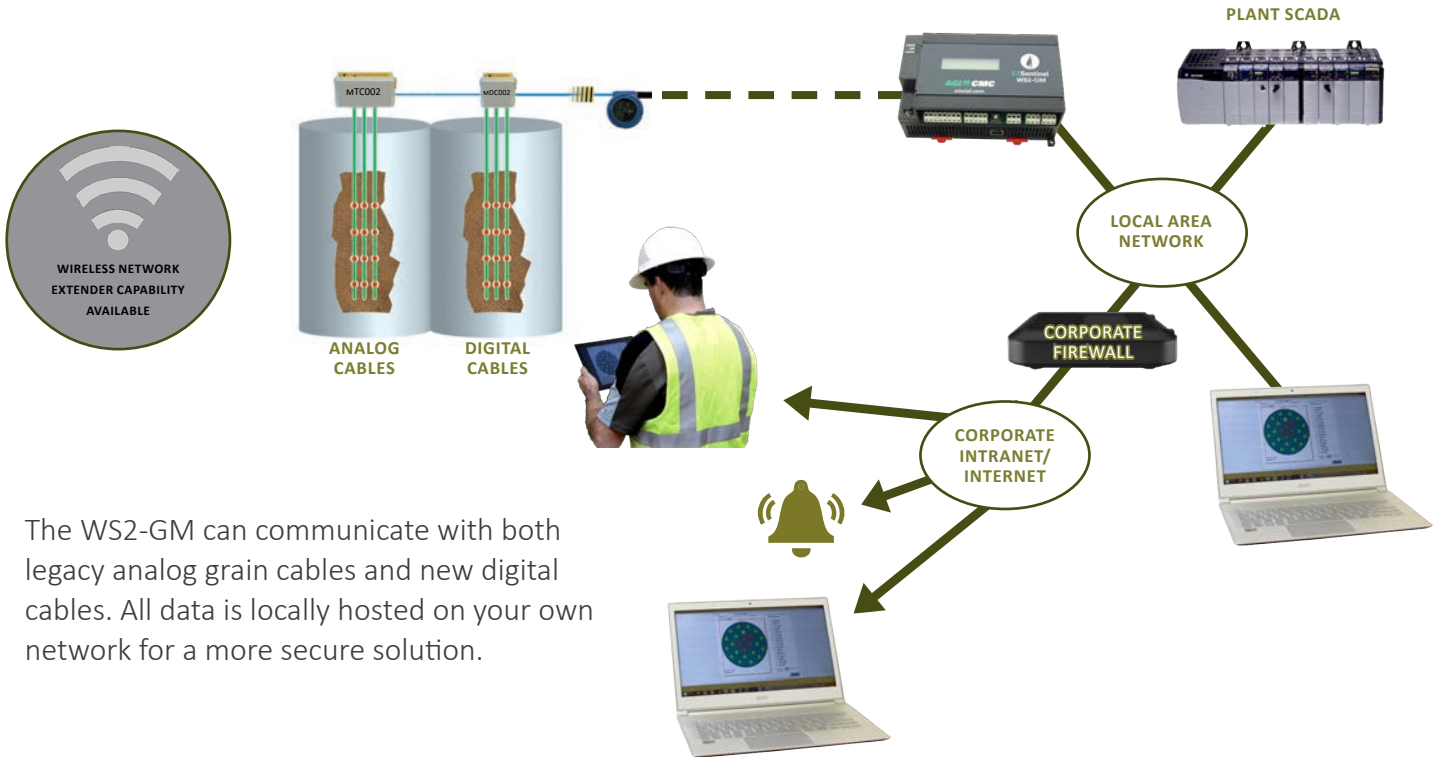 PLANT SCADA
MTC002
MDC002
AGI CMC
EZSentinel
WS2-GM
LOCAL AREA
NETWORK
WIRELESS NETWORK
EXTENDER CAPABILITY
AVAILABLE
ANALOG
CABLES
DIGITAL
CABLES
CORPORATE
FIREWALL
CORPORATE
INTRANET/
INTERNET
The WS2-GM can communicate with both
legacy analog grain cables and new digital
cables. All data is locally hosted on your own
network for a more secure solution.